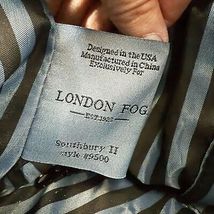 Designed in the USA
Manufactured in China
Exclusively For
LONDON FOG
EST. 1923
Southbury II
style #9500